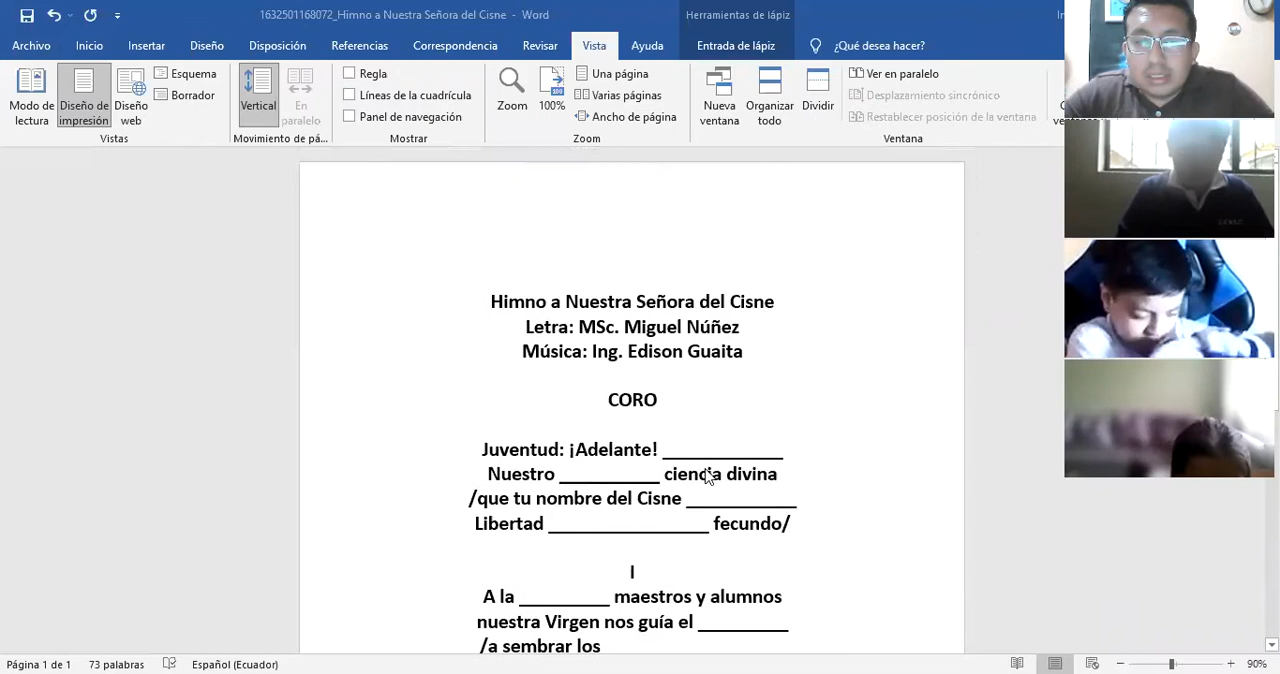 1632501168072_Himno a Nuestra Señora del Cisne - Word
Herramientas de lápiz
Archivo Inicio Insertar Diseño Disposición Referencias Correspondencia Revisar Vista Ayuda Entrada de lápiz ¿Qué desea hacer?
Modo de lectura
Diseño de impresión
Diseño web
Esquema
Borrador
Vistas
Vertical
En paralelo
Movimiento de pá...
Regla
Líneas de la cuadrícula
Panel de navegación
Mostrar
Zoom
100%
Una página
Varias páginas
Ancho de página
Zoom
Nueva ventana
Organizar todo
Dividir
Ver en paralelo
Desplazamiento sincrónico
Restablecer posición de la ventana
Ventana
Himno a Nuestra Señora del Cisne
Letra: MSc. Miguel Núñez
Música: Ing. Edison Guaita
CORO
Juventud: ¡Adelante! ____________
Nuestro __________ ciencia divina
/que tu nombre del Cisne ___________
Libertad ________________ fecundo/
I
A la _________ maestros y alumnos
nuestra Virgen nos guía el _________
/a sembrar los
Página 1 de 1 73 palabras Español (Ecuador) 90%